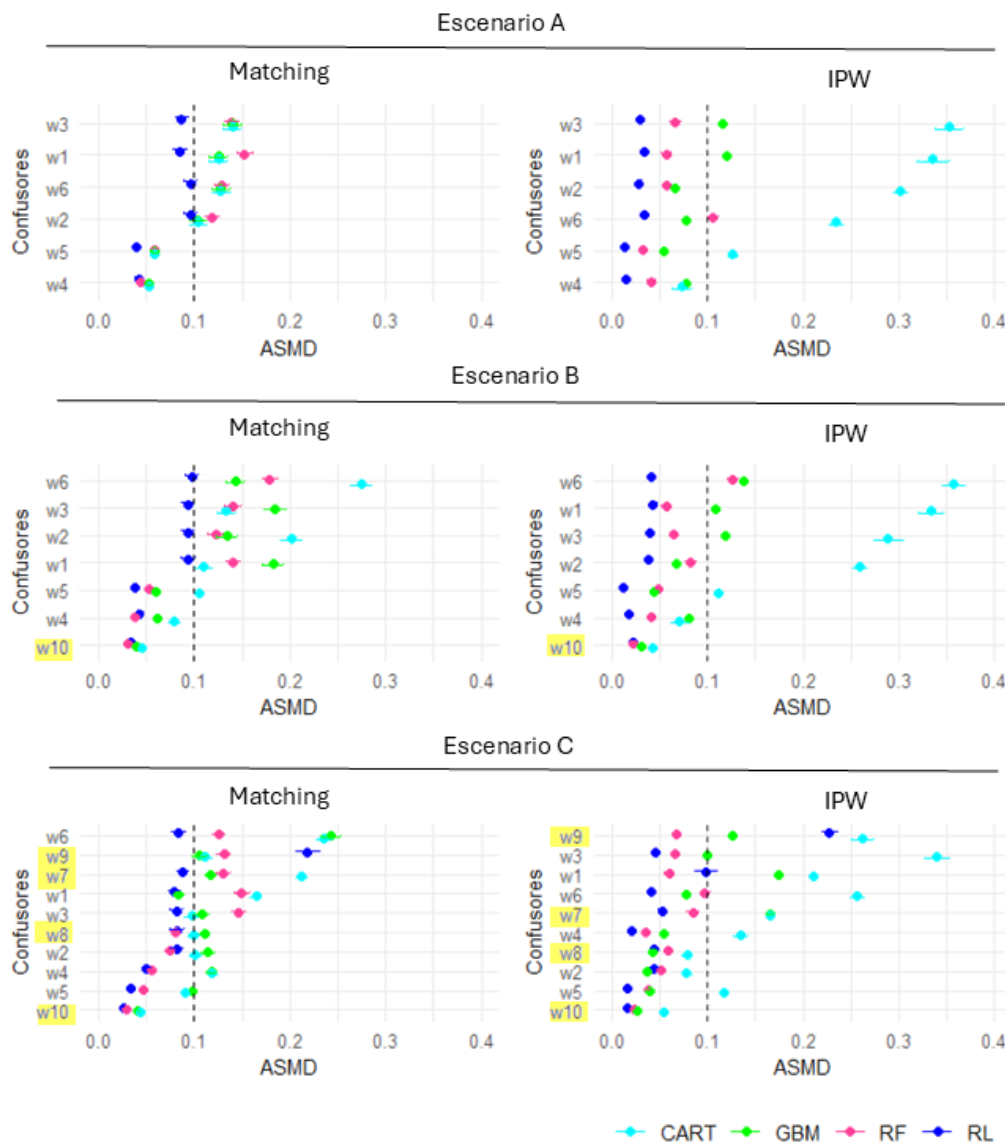 Escenario A
Matching
IPW
Confusores
w3
w1
w6
w2
w5
w4
0.0 0.1 0.2 0.3 0.4
ASMD
Confusores
w3
w1
w2
w6
w5
w4
0.0 0.1 0.2 0.3 0.4
ASMD
Escenario B
Matching
IPW
Confusores
w6
w3
w2
w1
w5
w4
w10
0.0 0.1 0.2 0.3 0.4
ASMD
Confusores
w6
w1
w3
w2
w5
w4
w10
0.0 0.1 0.2 0.3 0.4
ASMD
Escenario C
Matching
IPW
Confusores
w6
w9
w7
w1
w3
w8
w2
w4
w5
w10
0.0 0.1 0.2 0.3 0.4
ASMD
Confusores
w9
w3
w1
w6
w7
w4
w8
w2
w5
w10
0.0 0.1 0.2 0.3 0.4
ASMD
CART GBM RF RL